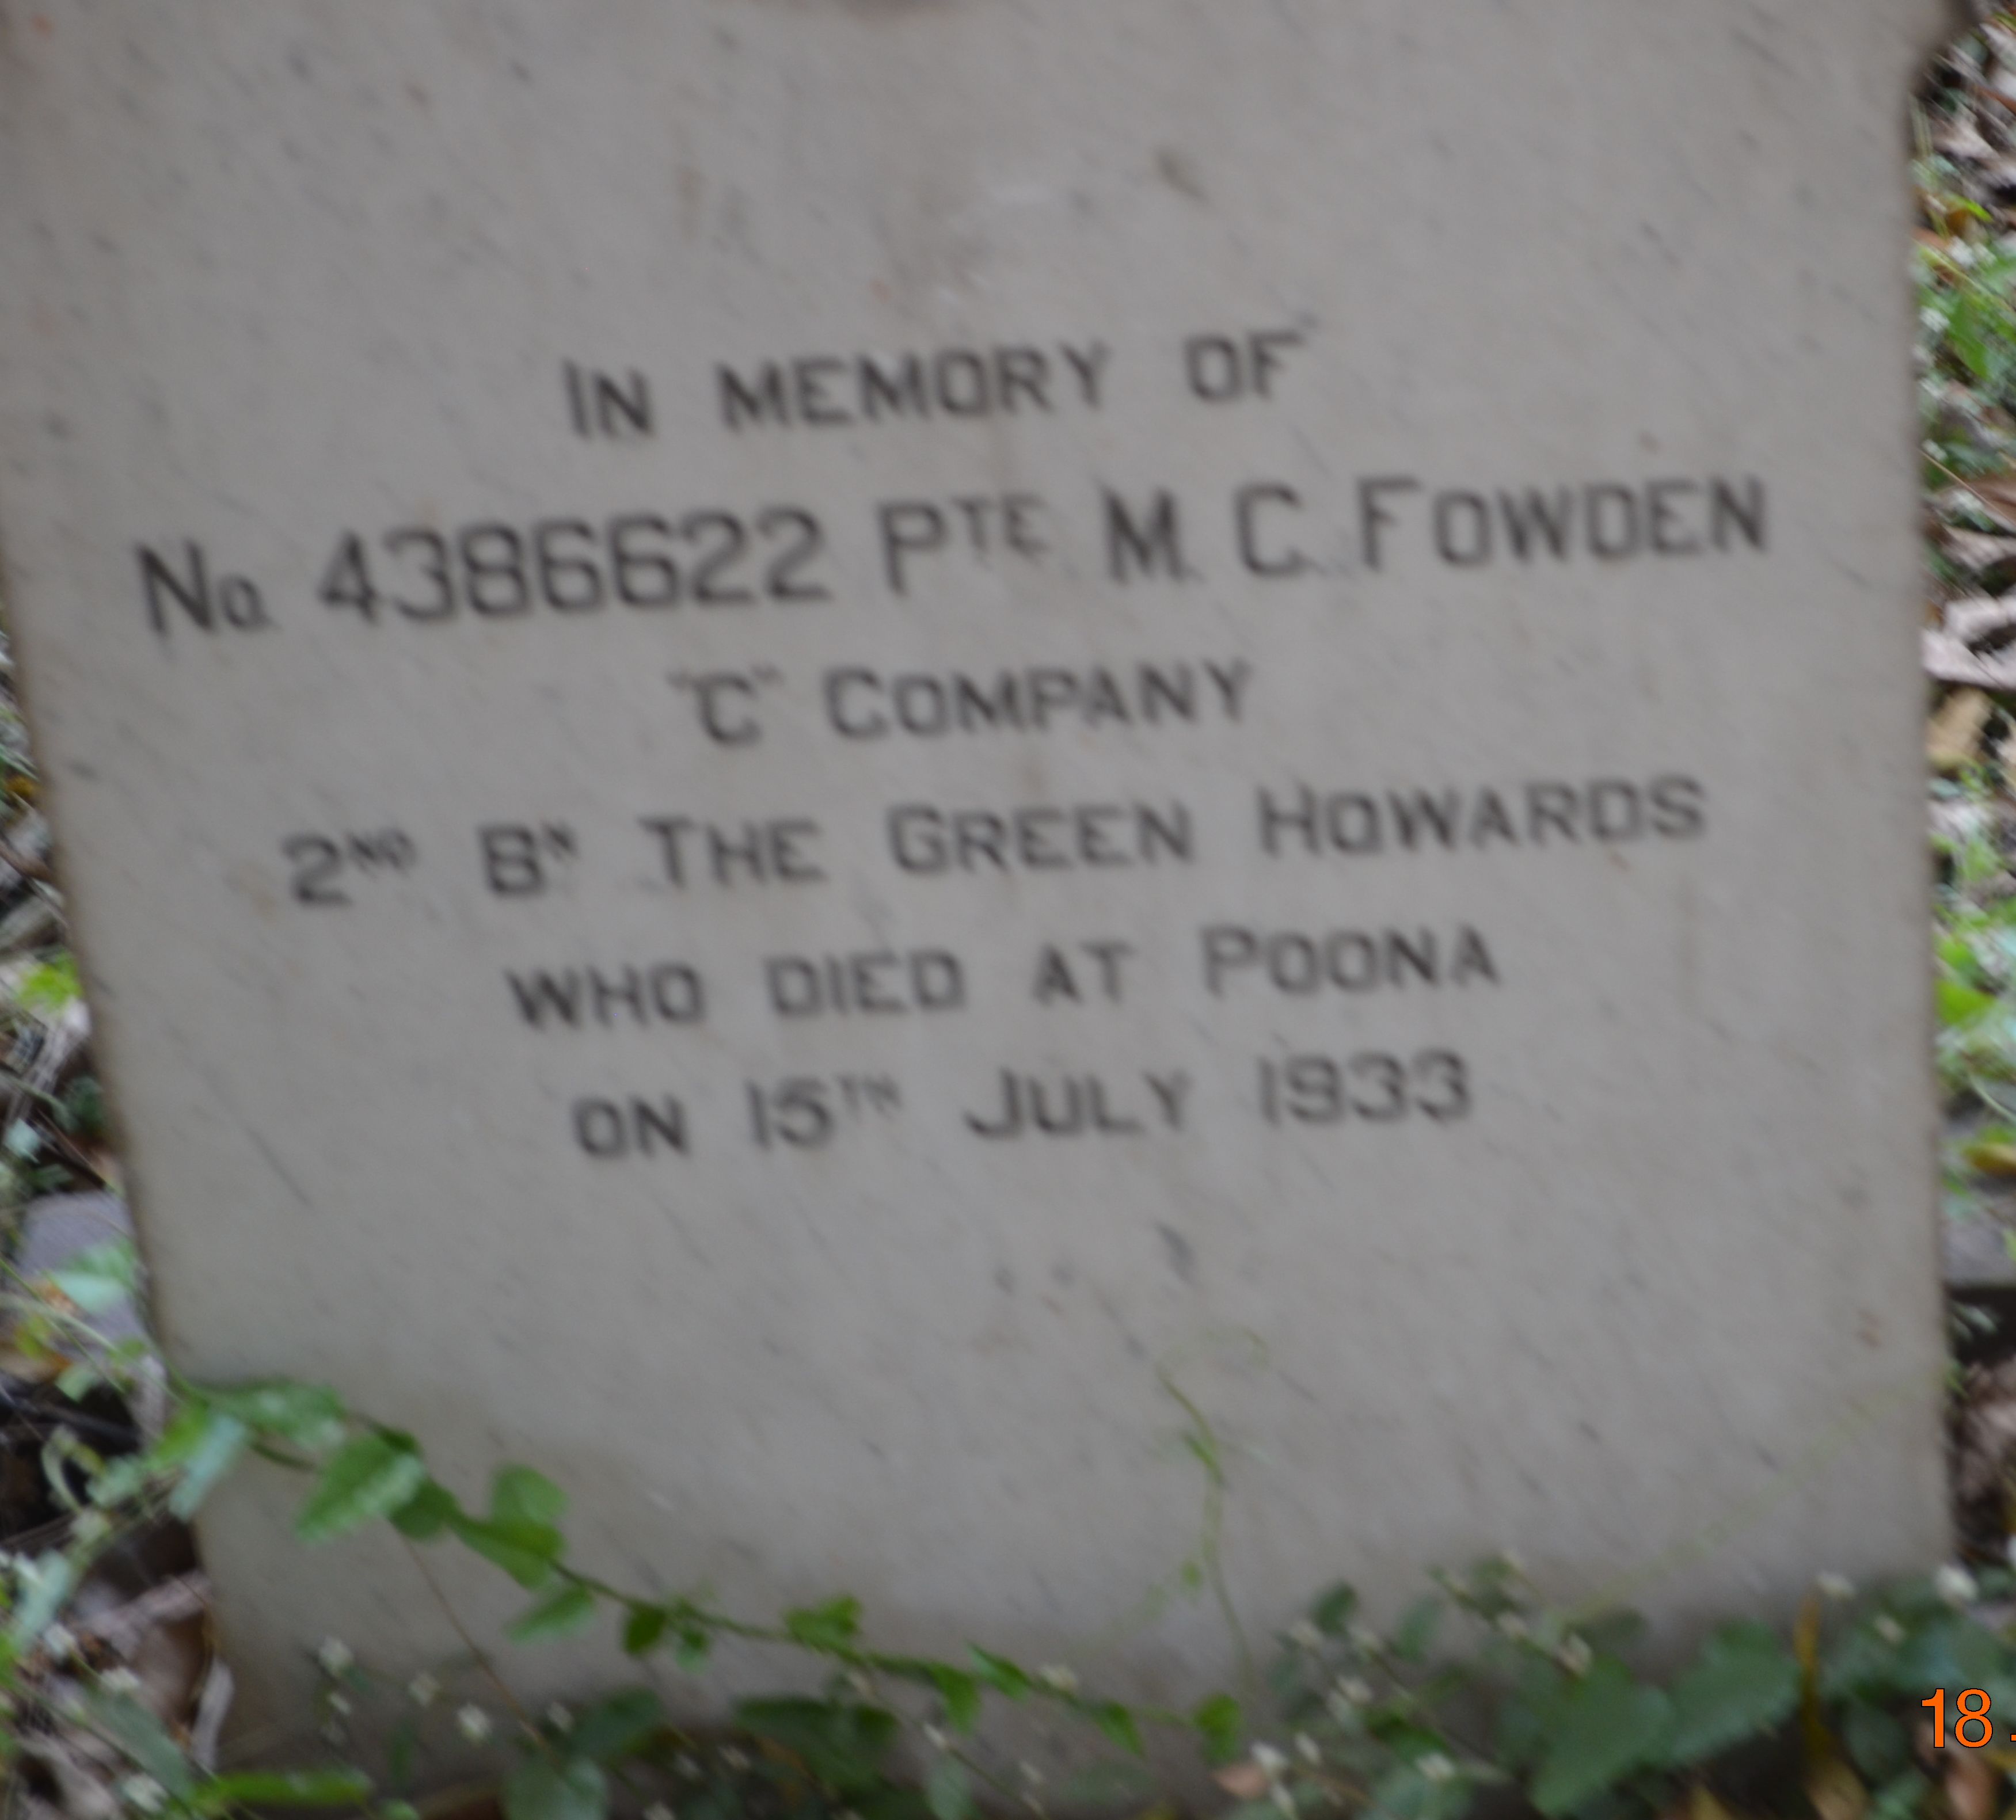 IN MEMORY OF
No. 4386622 PTE M. C. FOWDEN
"C" COMPANY
2ND BN THE GREEN HOWARDS
WHO DIED AT POONA
ON 15TH JULY 1933
18